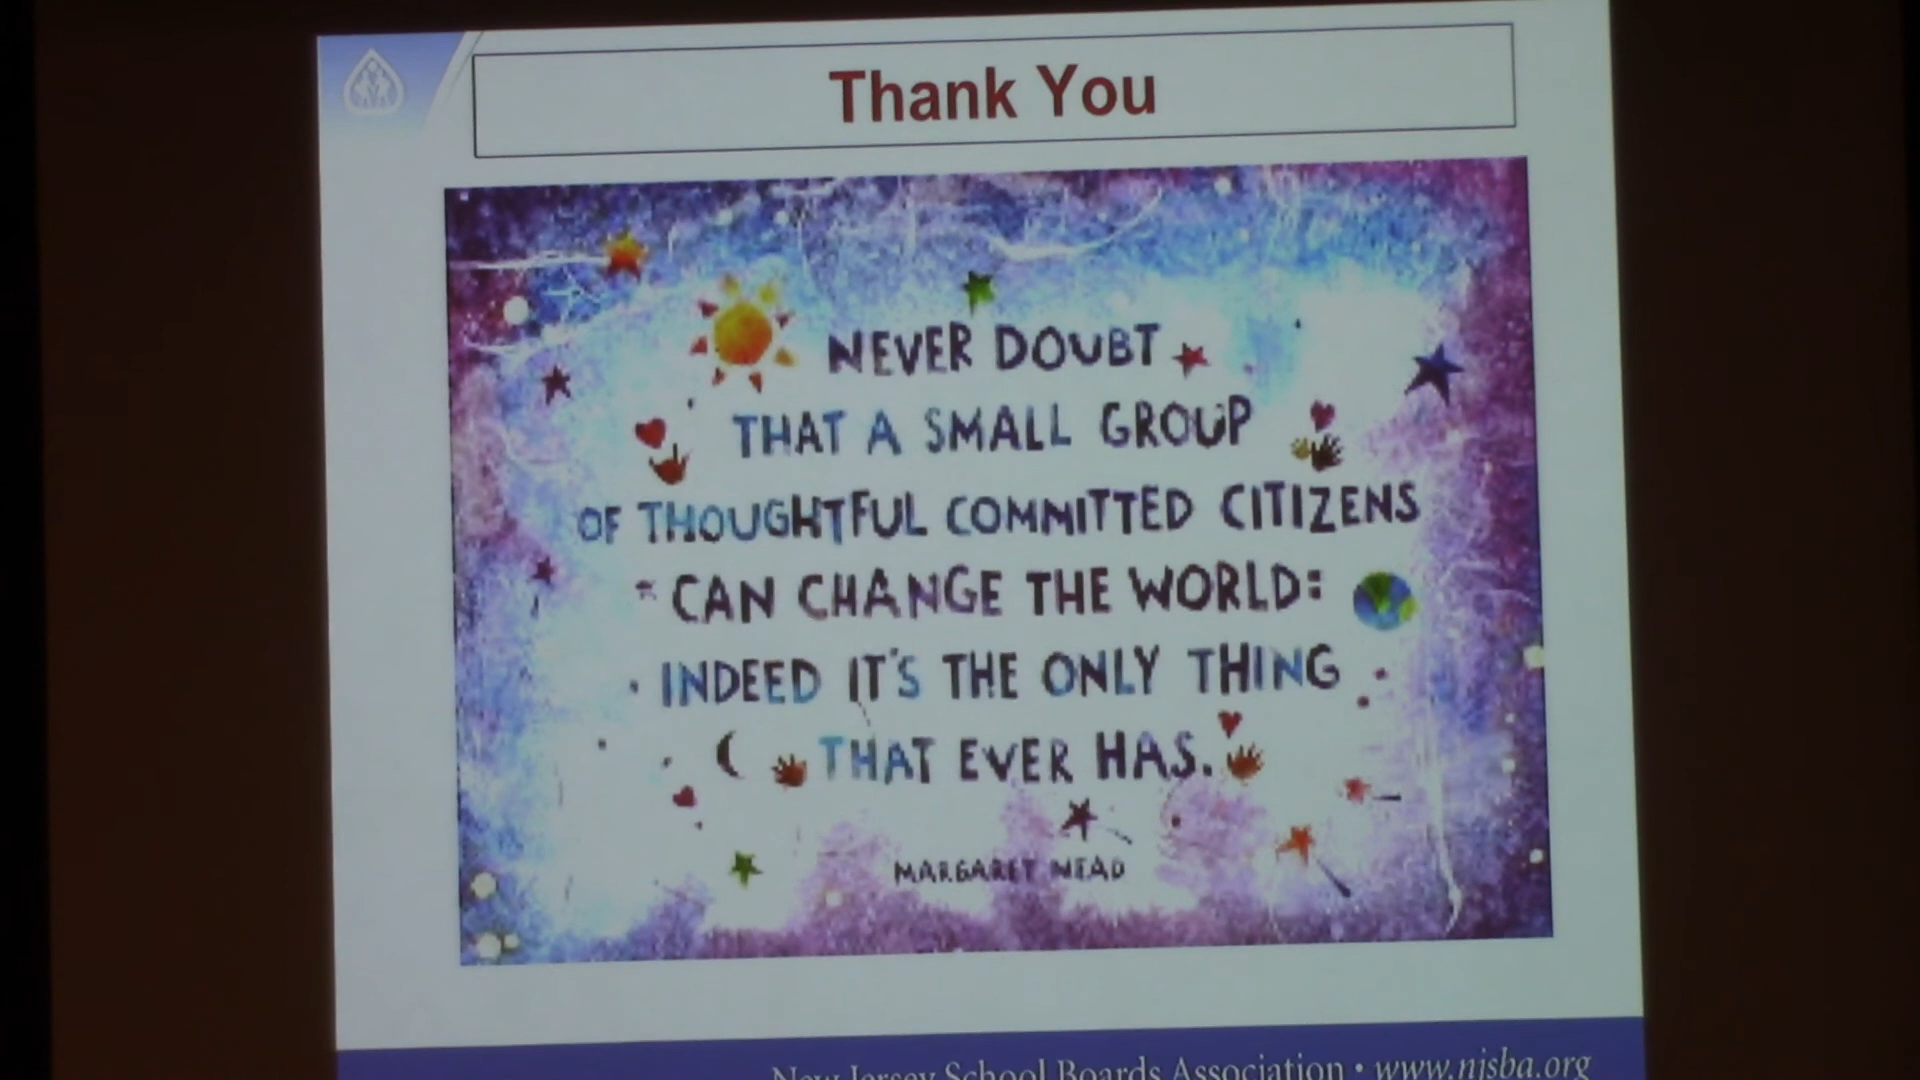 Thank You
NEVER DOUBT
THAT A SMALL GROUP
OF THOUGHTFUL COMMITTED CITIZENS
CAN CHANGE THE WORLD:
INDEED IT'S THE ONLY THING
THAT EVER HAS.
MARGARET MEAD
New Jersey School Boards Association • www.njsba.org